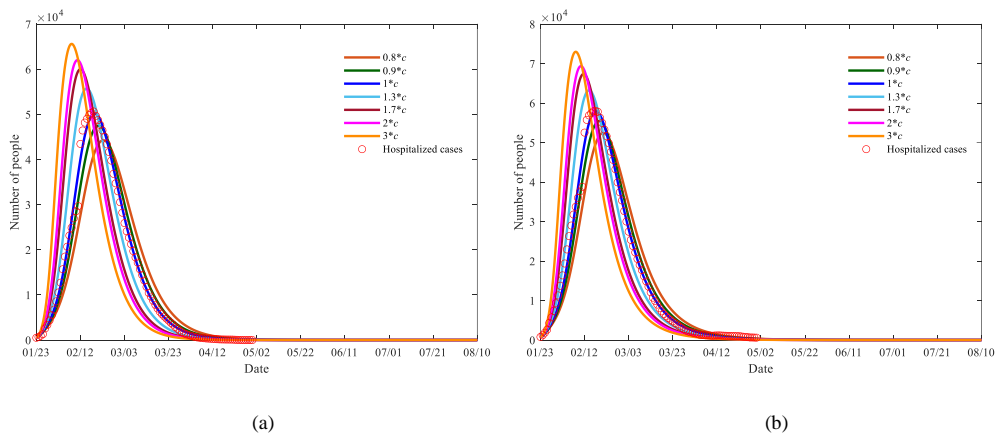 ×10^4
7
6
5
4
3
2
1
0
Number of people
01/23 02/12 03/03 03/23 04/12 05/02 05/22 06/11 07/01 07/21 08/10
Date
0.8*c
0.9*c
1*c
1.3*c
1.7*c
2*c
3*c
Hospitalized cases
(a)
×10^4
8
7
6
5
4
3
2
1
0
Number of people
01/23 02/12 03/03 03/23 04/12 05/02 05/22 06/11 07/01 07/21 08/10
Date
0.8*c
0.9*c
1*c
1.3*c
1.7*c
2*c
3*c
Hospitalized cases
(b)